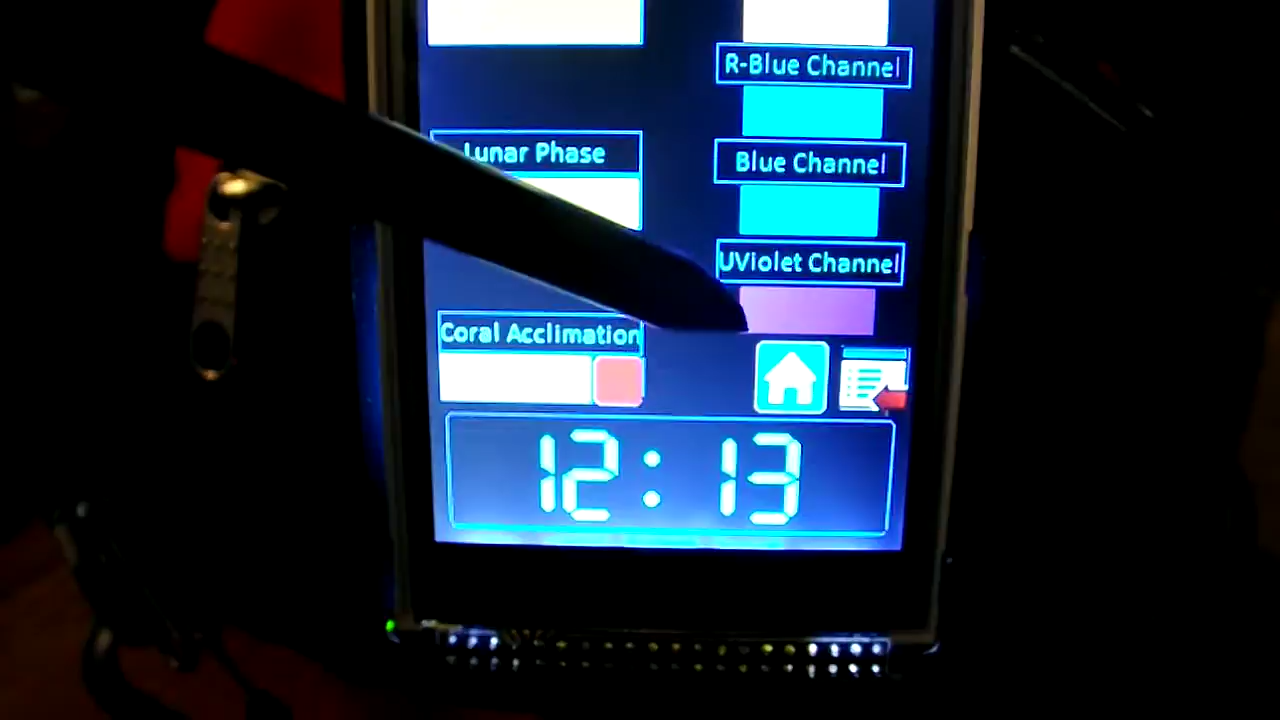 R-Blue Channel
Lunar Phase
Blue Channel
UViolet Channel
Coral Acclimation
12:13